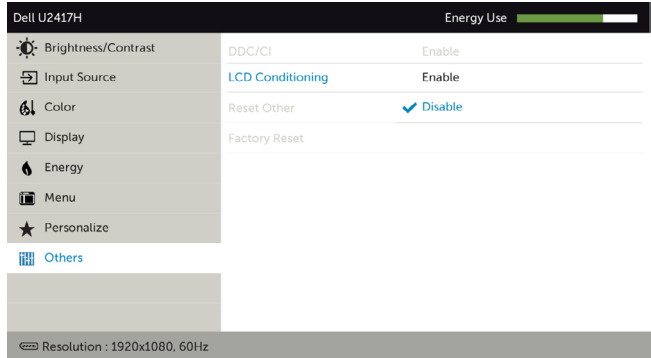 Dell U2417H Energy Use
Brightness/Contrast
DDC/CI Enable
Input Source
LCD Conditioning Enable
Color
Reset Other Disable
Display
Factory Reset
Energy
Menu
Personalize
Others
Resolution : 1920x1080, 60Hz